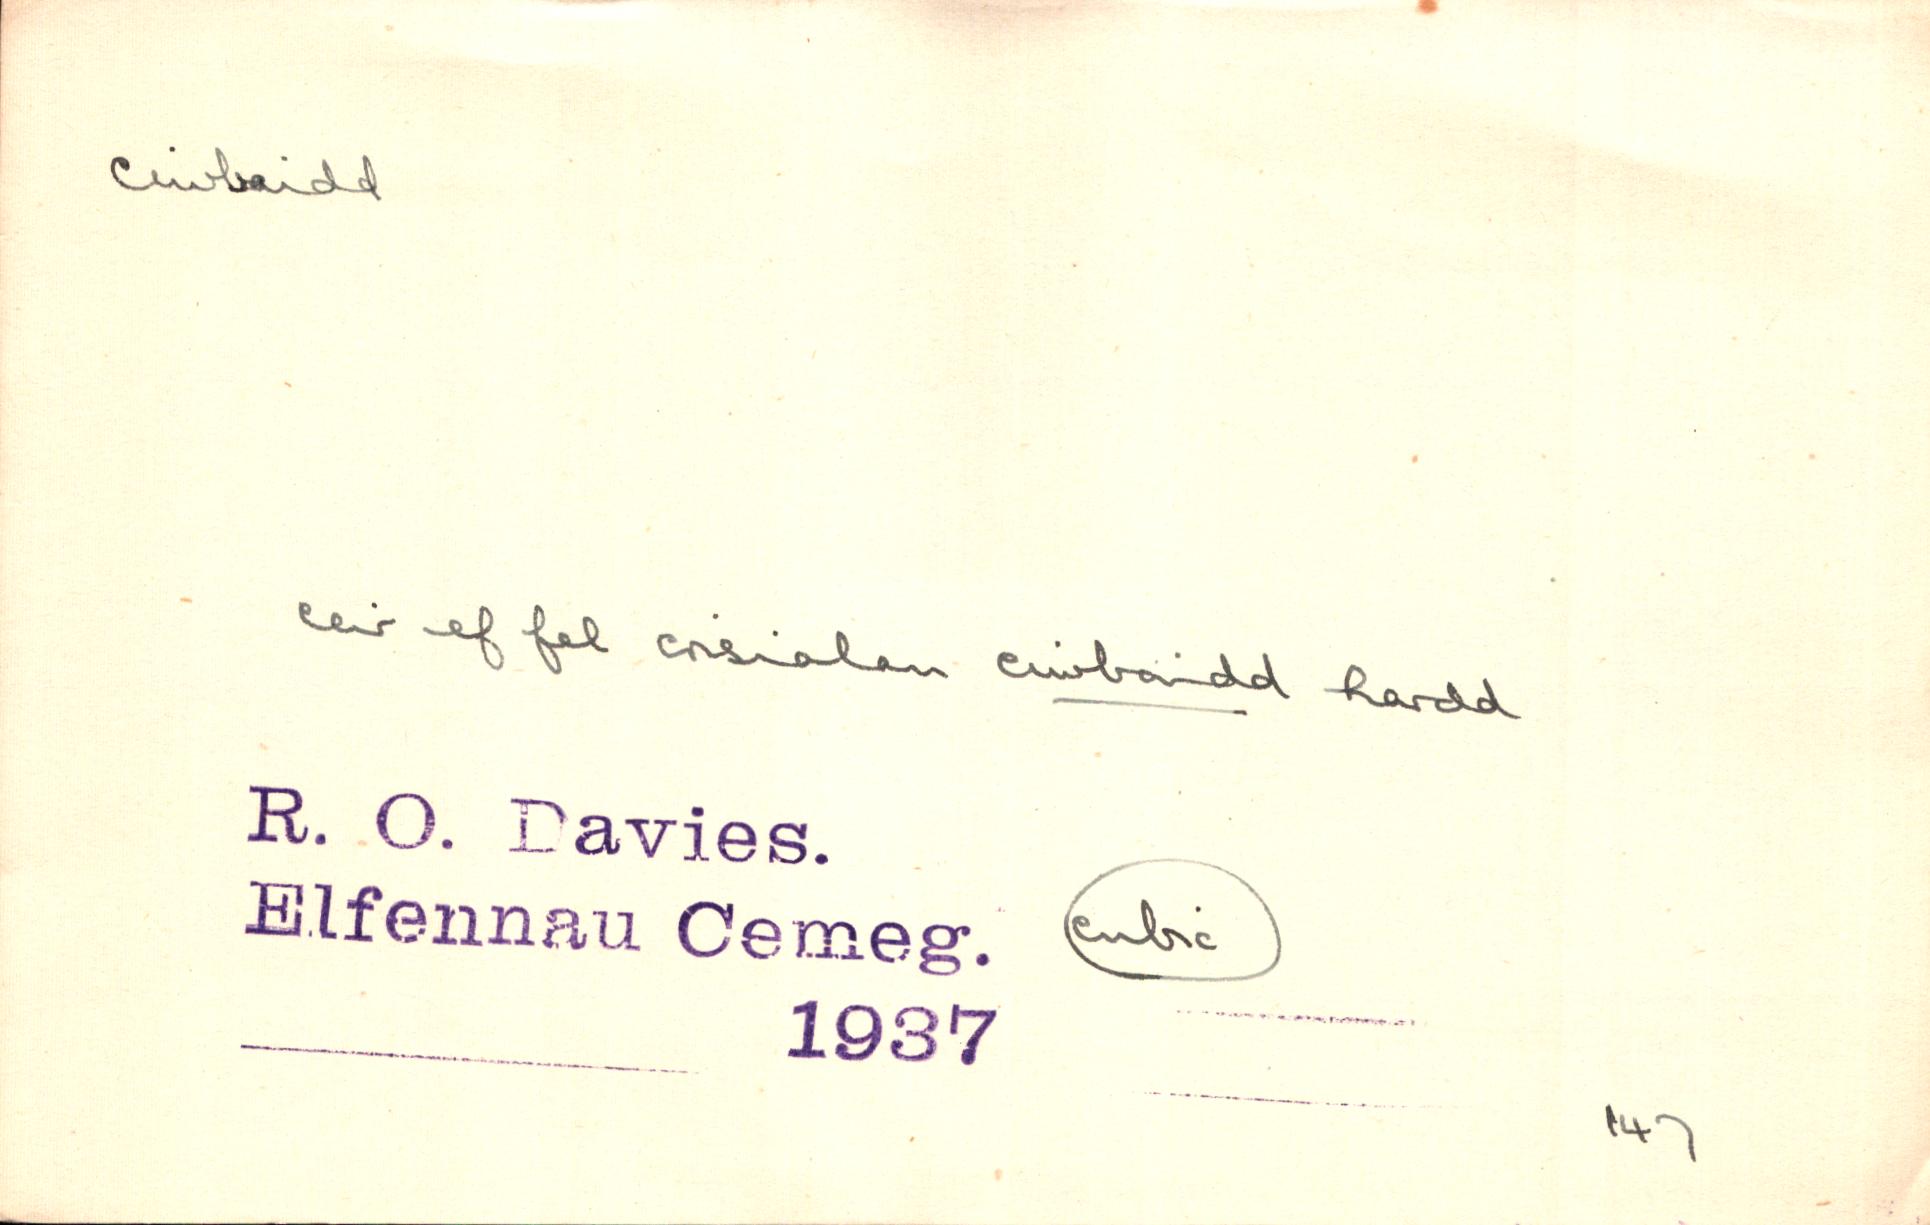 ciwbaidd
ceir ef fel crisialau ciwbaidd hardd
R. O. Davies.
Elfennau Cemeg.
cubic
1937
147